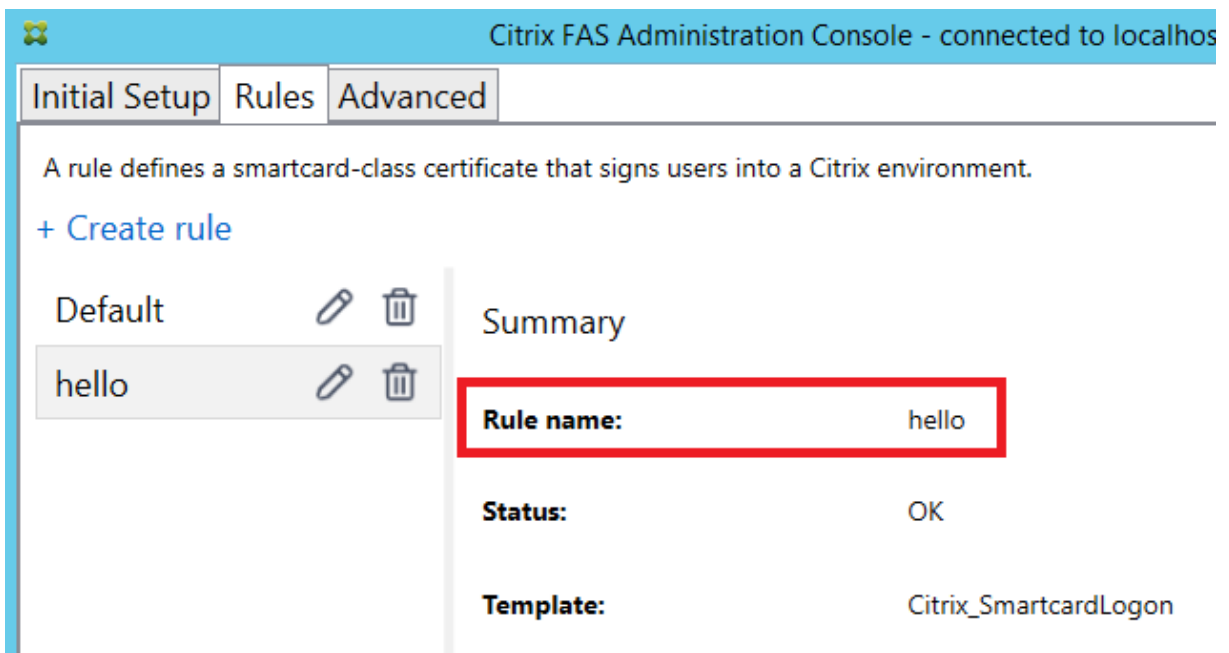 Citrix FAS Administration Console - connected to localhos
Initial Setup Rules Advanced
A rule defines a smartcard-class certificate that signs users into a Citrix environment.
+ Create rule
Default
hello
Summary
Rule name: hello
Status: OK
Template: Citrix_SmartcardLogon